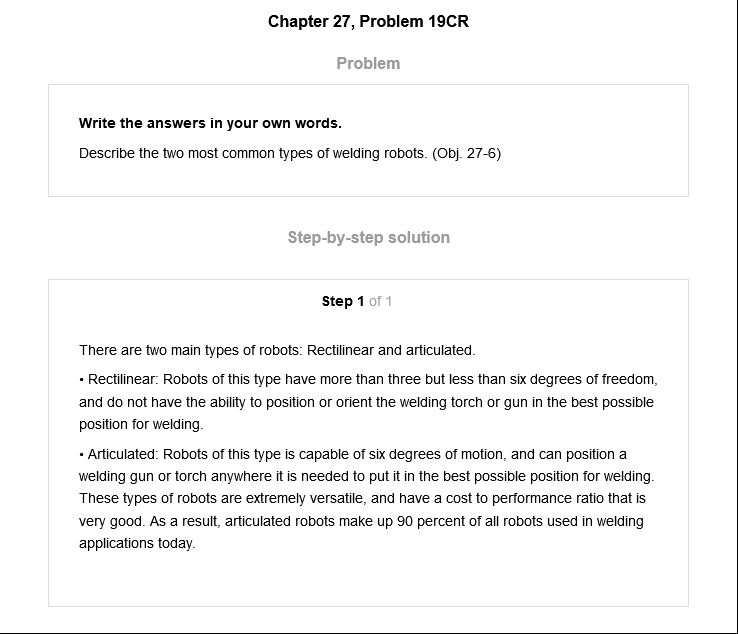 Chapter 27, Problem 19CR
Problem
Write the answers in your own words.
Describe the two most common types of welding robots. (Obj. 27-6)
Step-by-step solution
Step 1 of 1
There are two main types of robots: Rectilinear and articulated.
• Rectilinear: Robots of this type have more than three but less than six degrees of freedom,
and do not have the ability to position or orient the welding torch or gun in the best possible
position for welding.
• Articulated: Robots of this type is capable of six degrees of motion, and can position a
welding gun or torch anywhere it is needed to put it in the best possible position for welding.
These types of robots are extremely versatile, and have a cost to performance ratio that is
very good. As a result, articulated robots make up 90 percent of all robots used in welding
applications today.